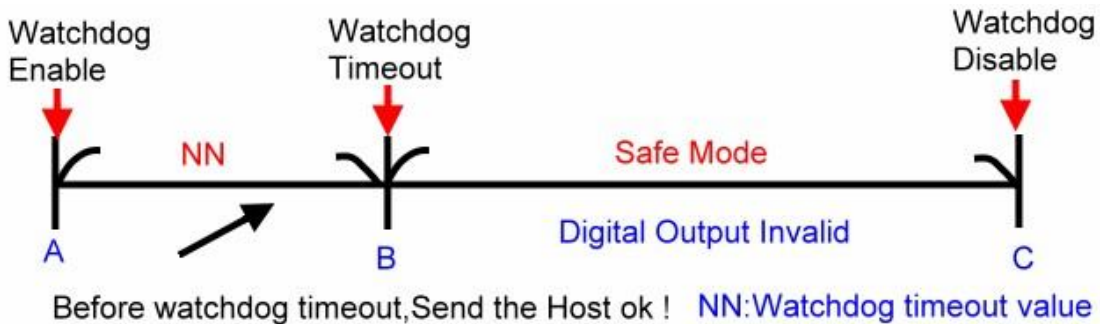 Watchdog
Enable
Watchdog
Timeout
Watchdog
Disable
NN
Safe Mode
A
B
Digital Output Invalid
C
Before watchdog timeout,Send the Host ok !
NN:Watchdog timeout value